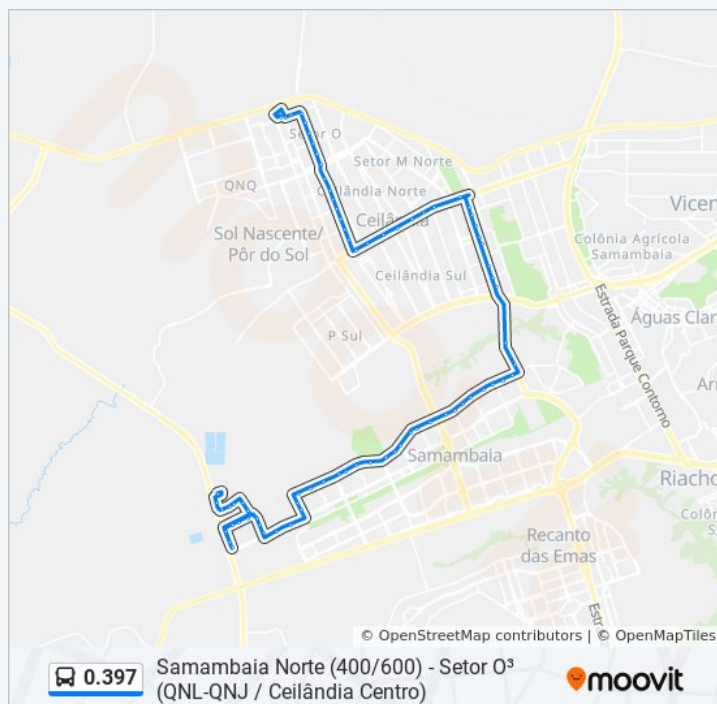 Setor O
Setor M Norte
QNQ
Ceilândia Norte
Vicen
Sol Nascente/
Pôr do Sol
Ceilândia
Colônia Agrícola
Samambaia
Ceilândia Sul
Estrada Parque Contorno
Águas Clar
P Sul
Ar
Samambaia
Riacho
Colôn
S
Recanto
das Emas
Estr
© OpenStreetMap contributors | © OpenMapTiles
0.397
Samambaia Norte (400/600) - Setor O³
(QNL-QNJ / Ceilândia Centro)
moovit